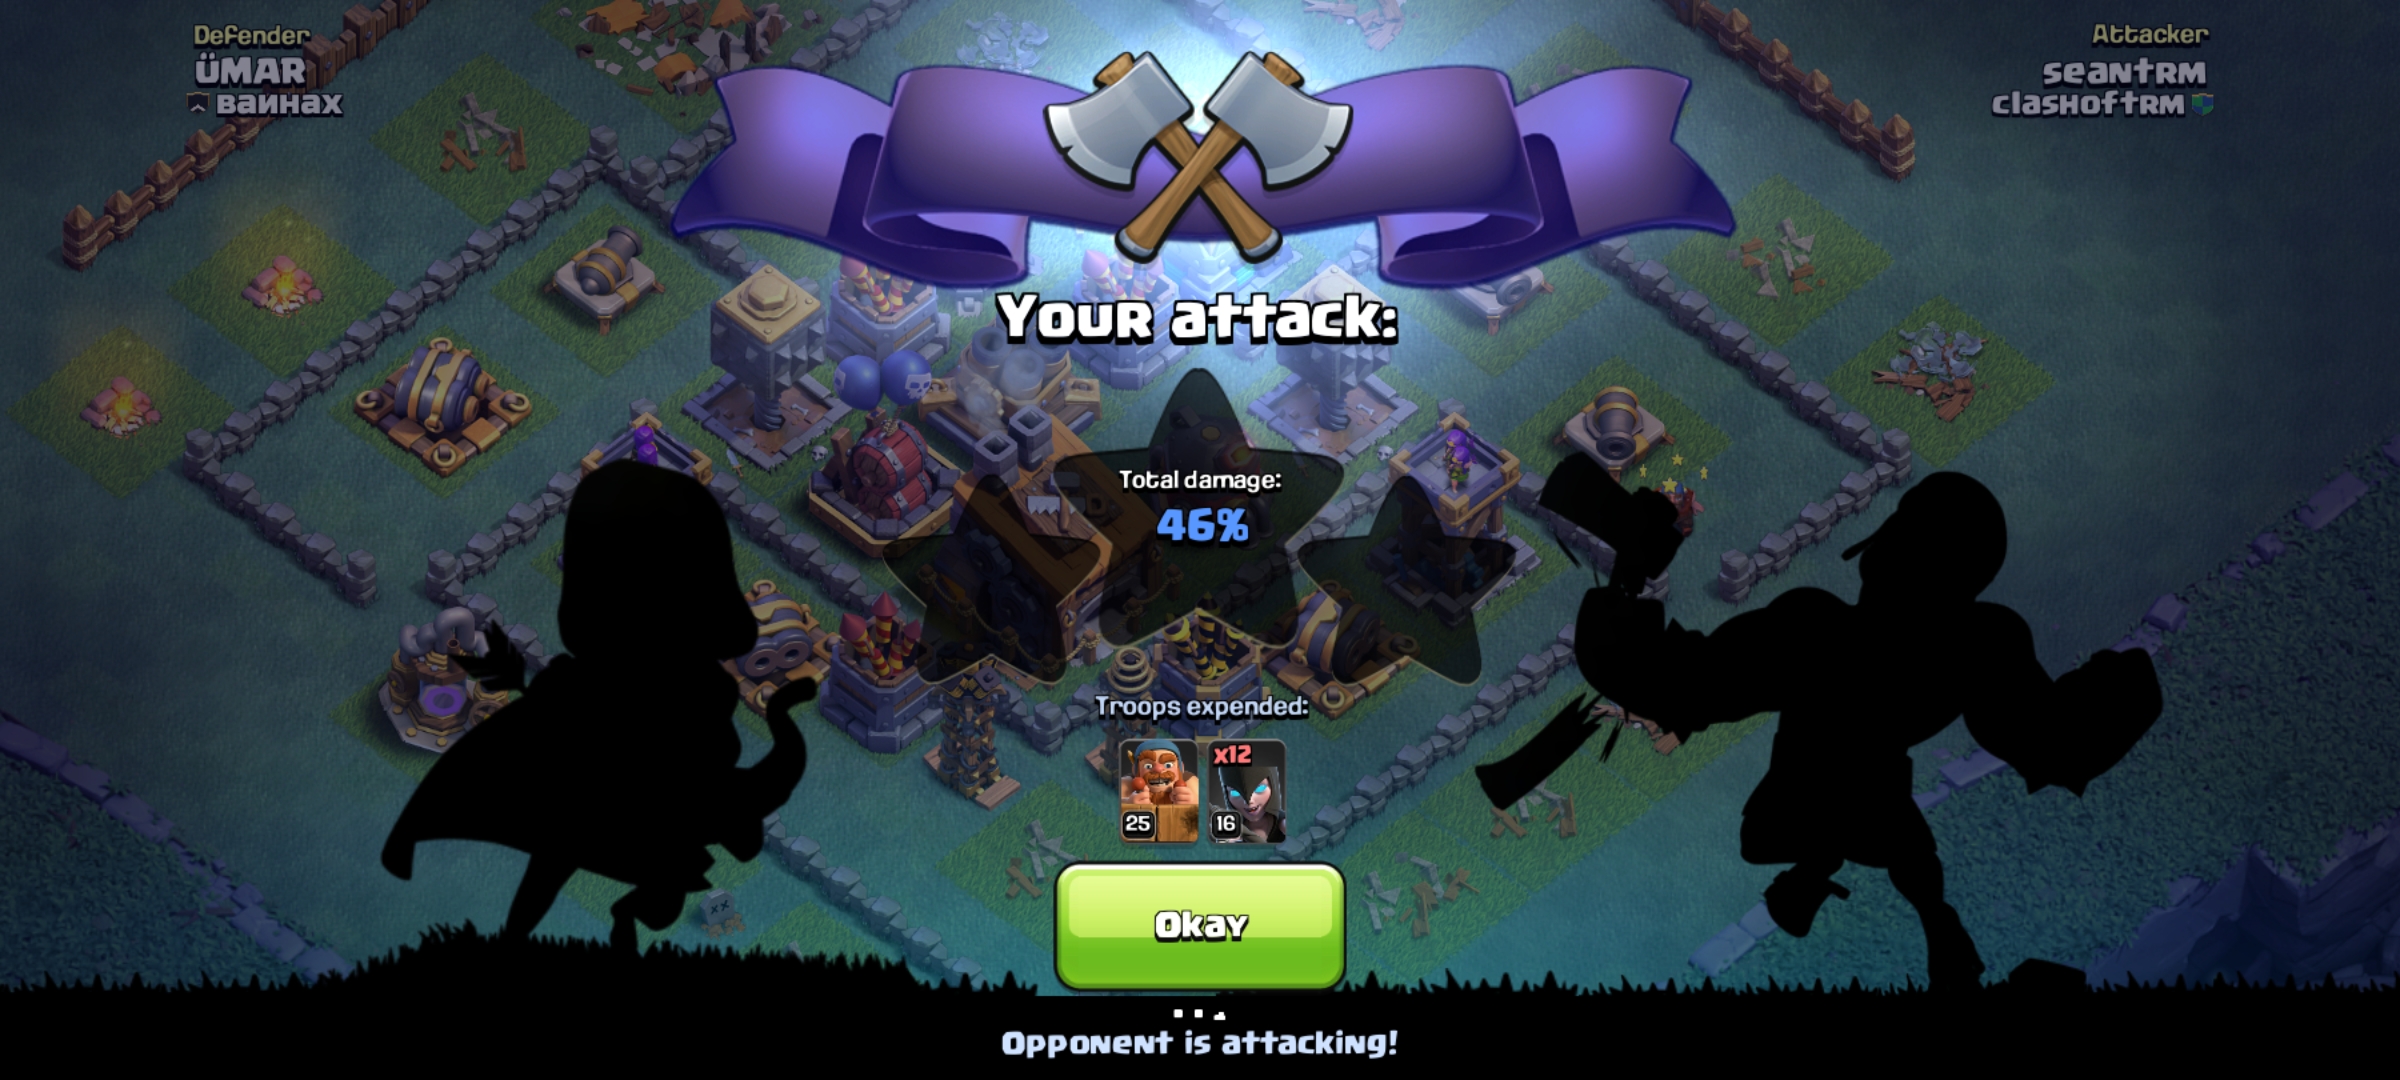 Defender
ÜMAR
ВАИНАХ
Attacker
seantRM
clashoftRM
Your attack:
Total damage:
46%
Troops expended:
x12
25
16
Okay
Opponent is attacking!